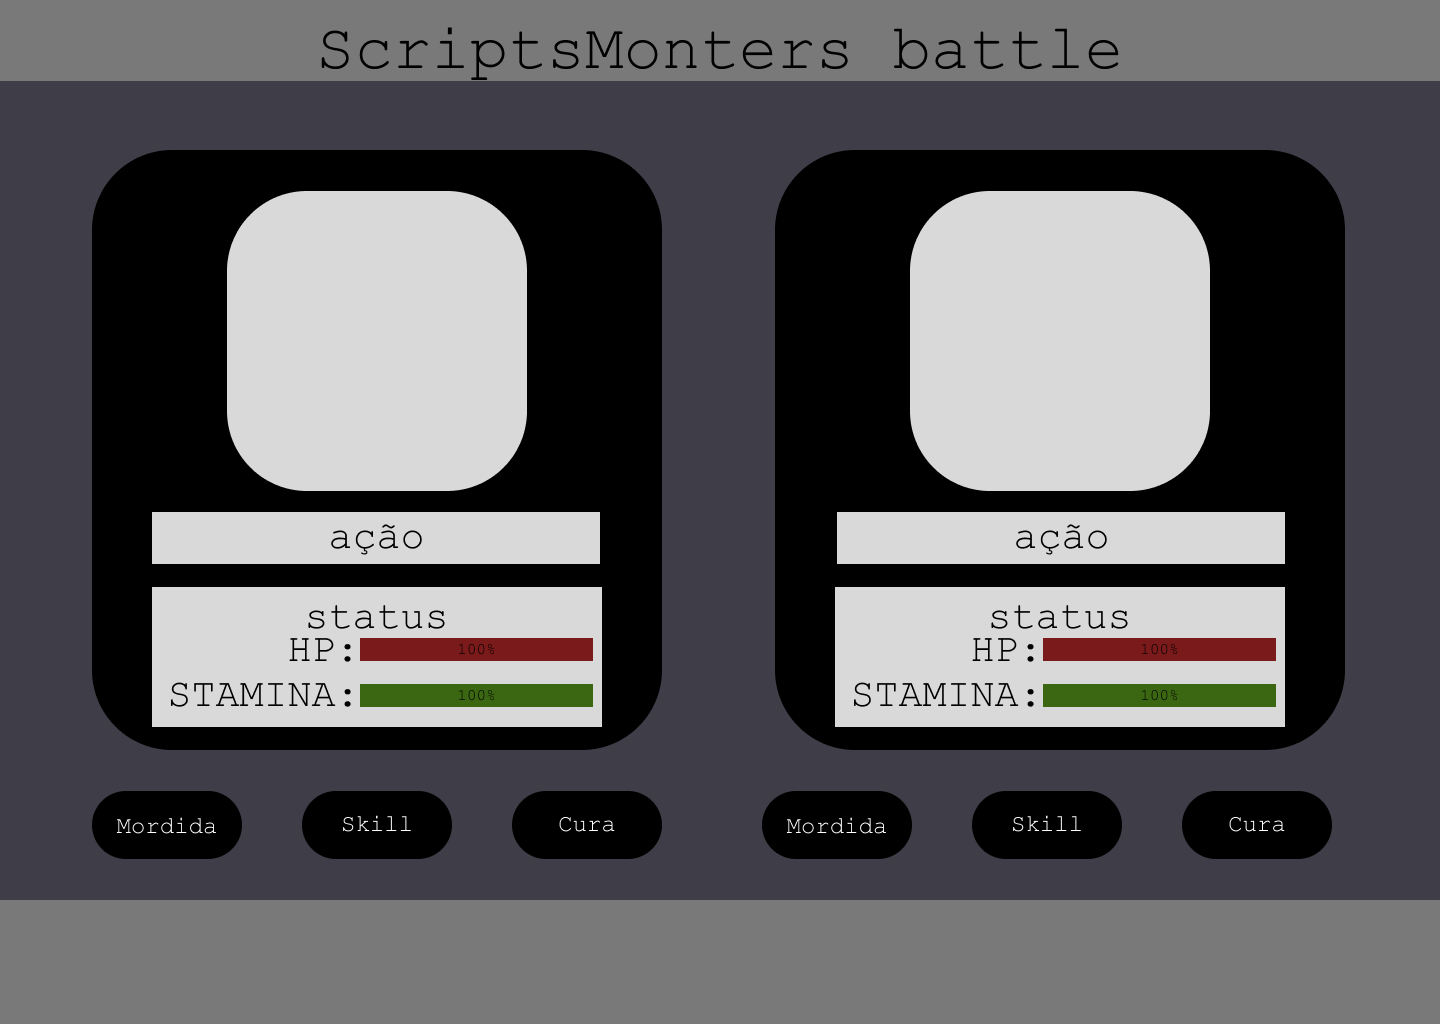 ScriptsMonters battle
ação
status
HP: 100%
STAMINA: 100%
Mordida Skill Cura
ação
status
HP: 100%
STAMINA: 100%
Mordida Skill Cura